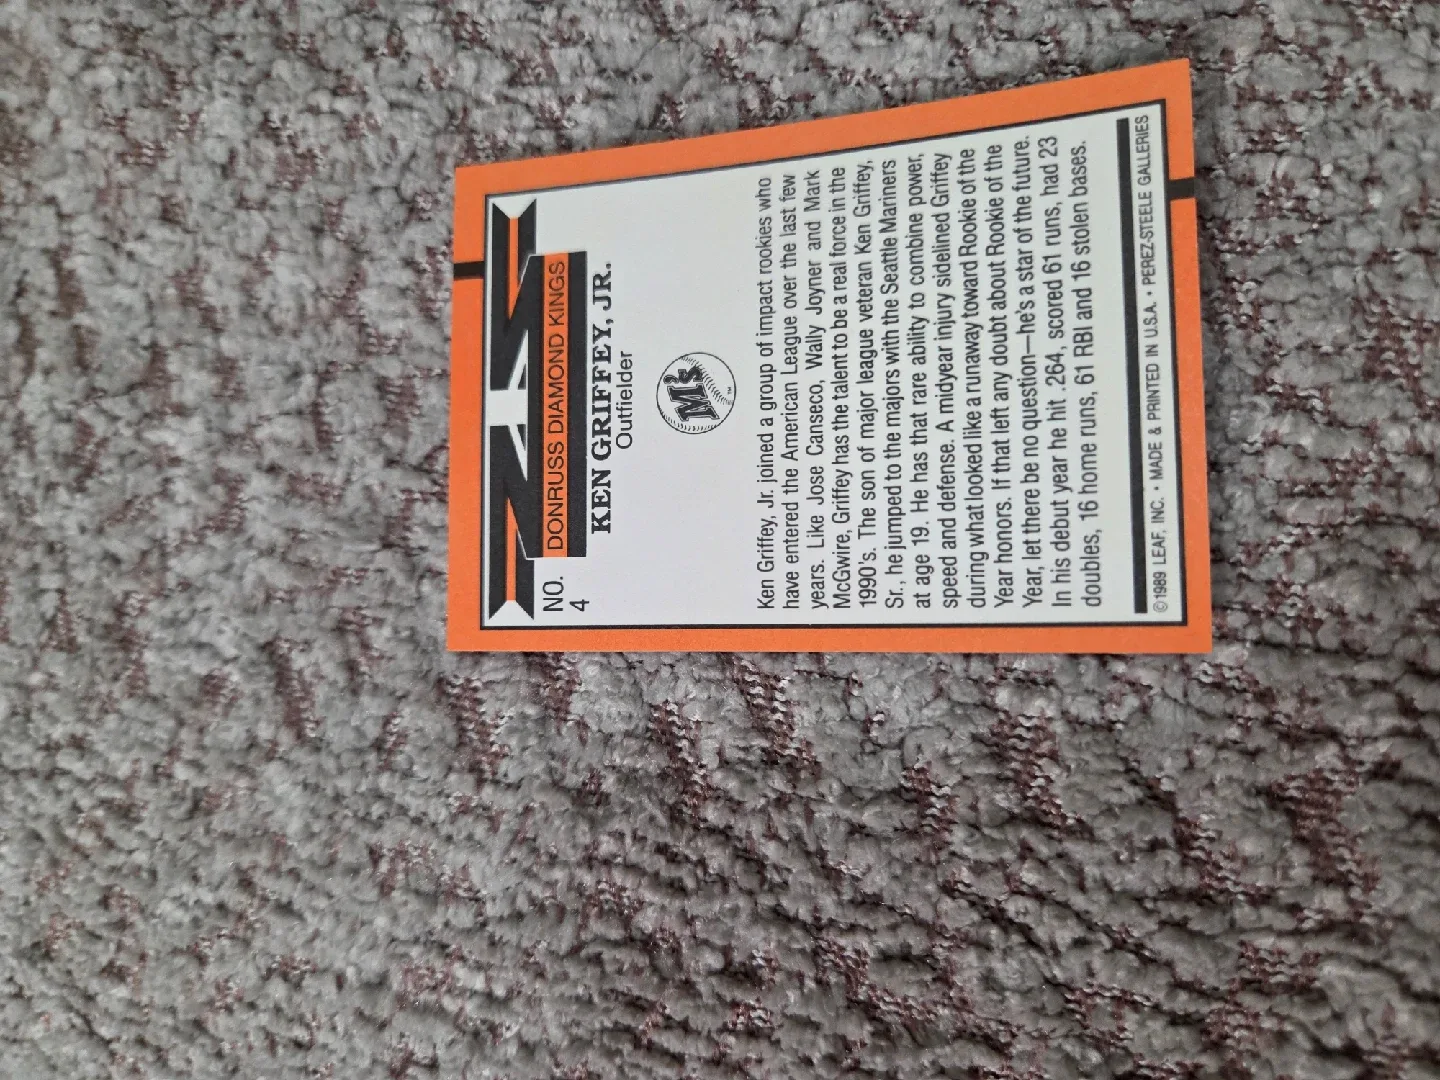 NO.
4
DONRUSS DIAMOND KINGS
KEN GRIFFEY, JR.
Outfielder
M's
TM
Ken Griffey, Jr. joined a group of impact rookies who
have entered the American League over the last few
years. Like Jose Canseco, Wally Joyner and Mark
McGwire, Griffey has the talent to be a real force in the
1990's. The son of major league veteran Ken Griffey,
Sr., he jumped to the majors with the Seattle Mariners
at age 19. He has that rare ability to combine power,
speed and defense. A midyear injury sidelined Griffey
during what looked like a runaway toward Rookie of the
Year honors. If that left any doubt about Rookie of the
Year, let there be no question—he's a star of the future.
In his debut year he hit .264, scored 61 runs, had 23
doubles, 16 home runs, 61 RBI and 16 stolen bases.
©1989 LEAF, INC. • MADE & PRINTED IN U.S.A. • PEREZ-STEELE GALLERIES